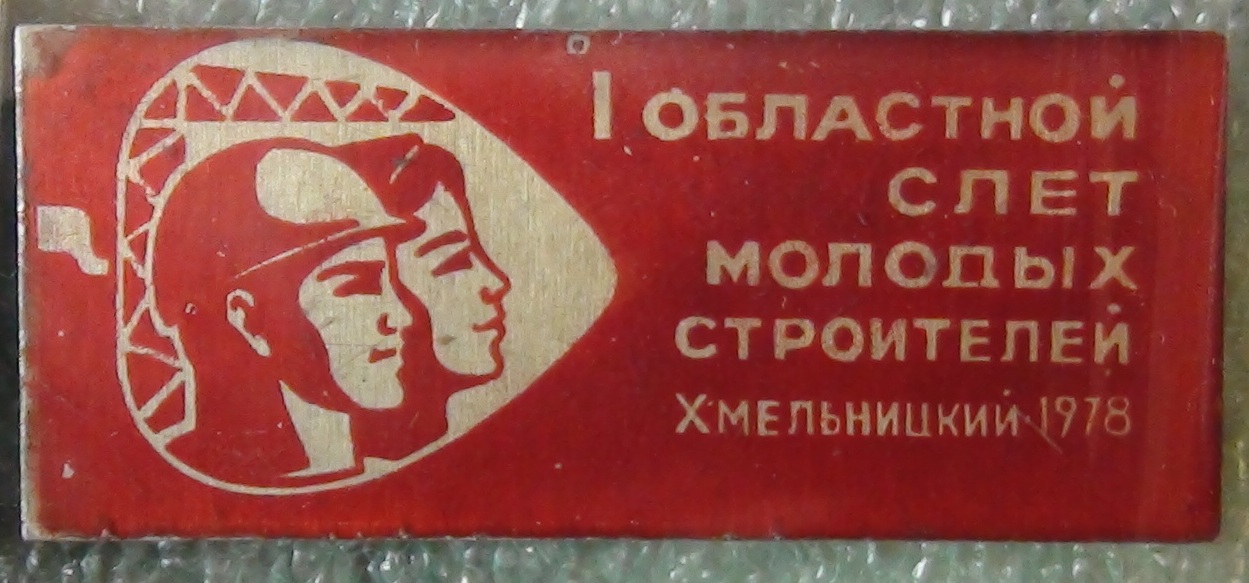 I ОБЛАСТНОЙ
СЛЕТ
МОЛОДЫХ
СТРОИТЕЛЕЙ
ХМЕЛЬНИЦКИЙ 1978